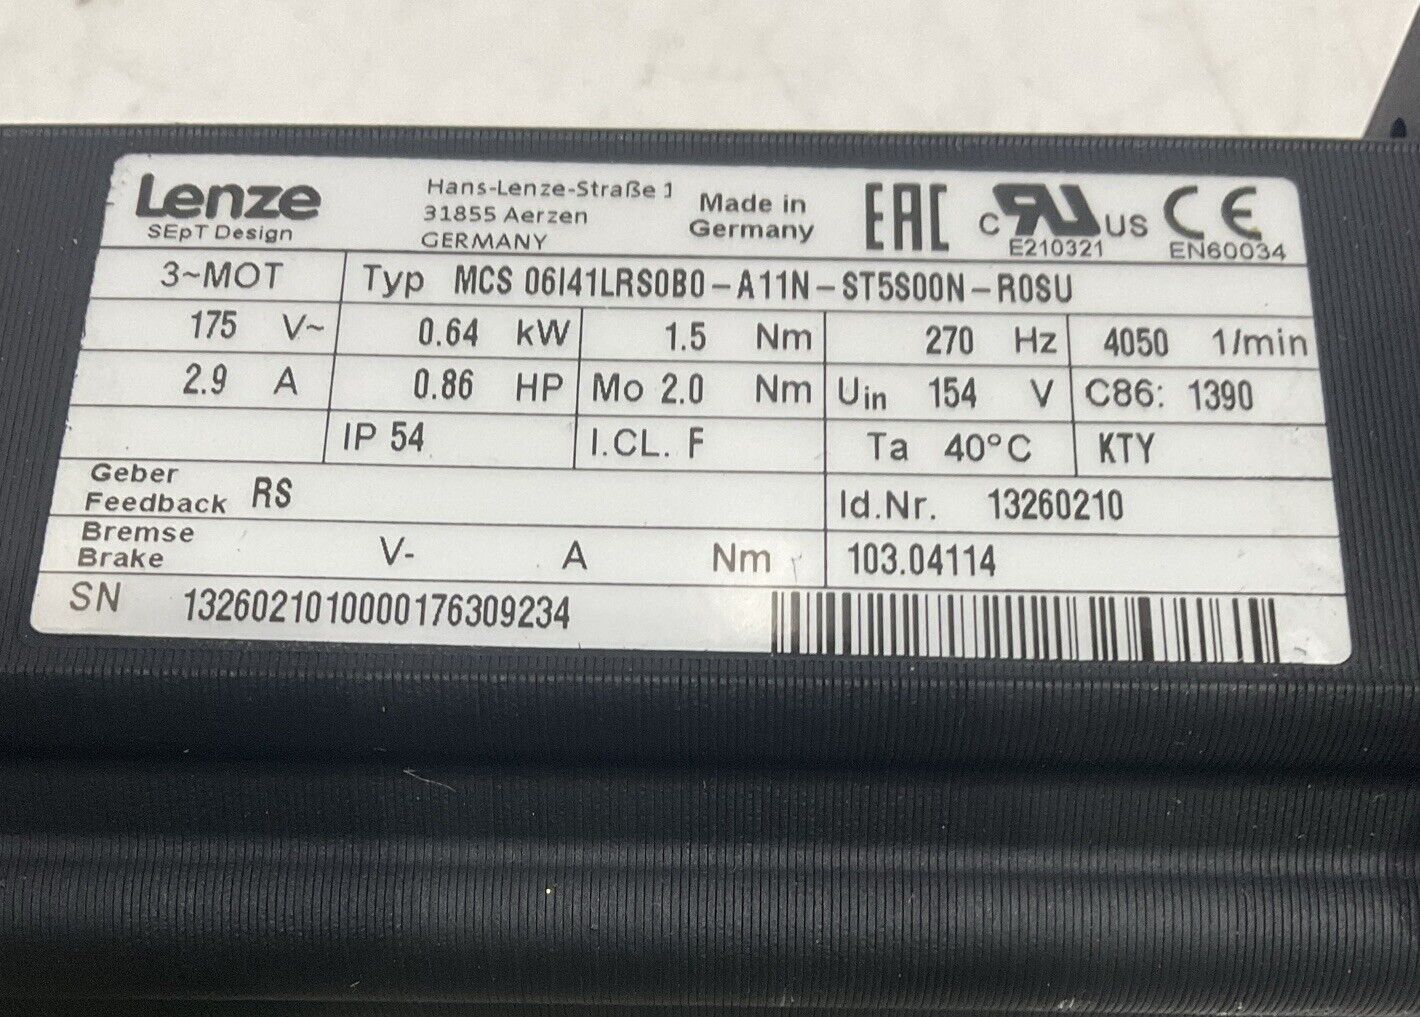 Lenze
SEpT Design
Hans-Lenze-Straße 1
31855 Aerzen
GERMANY
Made in
Germany
EAC
C RU US
E210321
CE
EN60034
3~MOT Typ MCS 06I41LRS0B0-A11N-ST5S00N-R0SU
175 V~ 0.64 kW 1.5 Nm 270 Hz 4050 1/min
2.9 A 0.86 HP Mo 2.0 Nm Uin 154 V C86: 1390
IP 54 I.CL. F Ta 40°C KTY
Geber
Feedback RS Id.Nr. 13260210
Bremse
Brake V- A Nm 103.04114
SN 1326021010000176309234